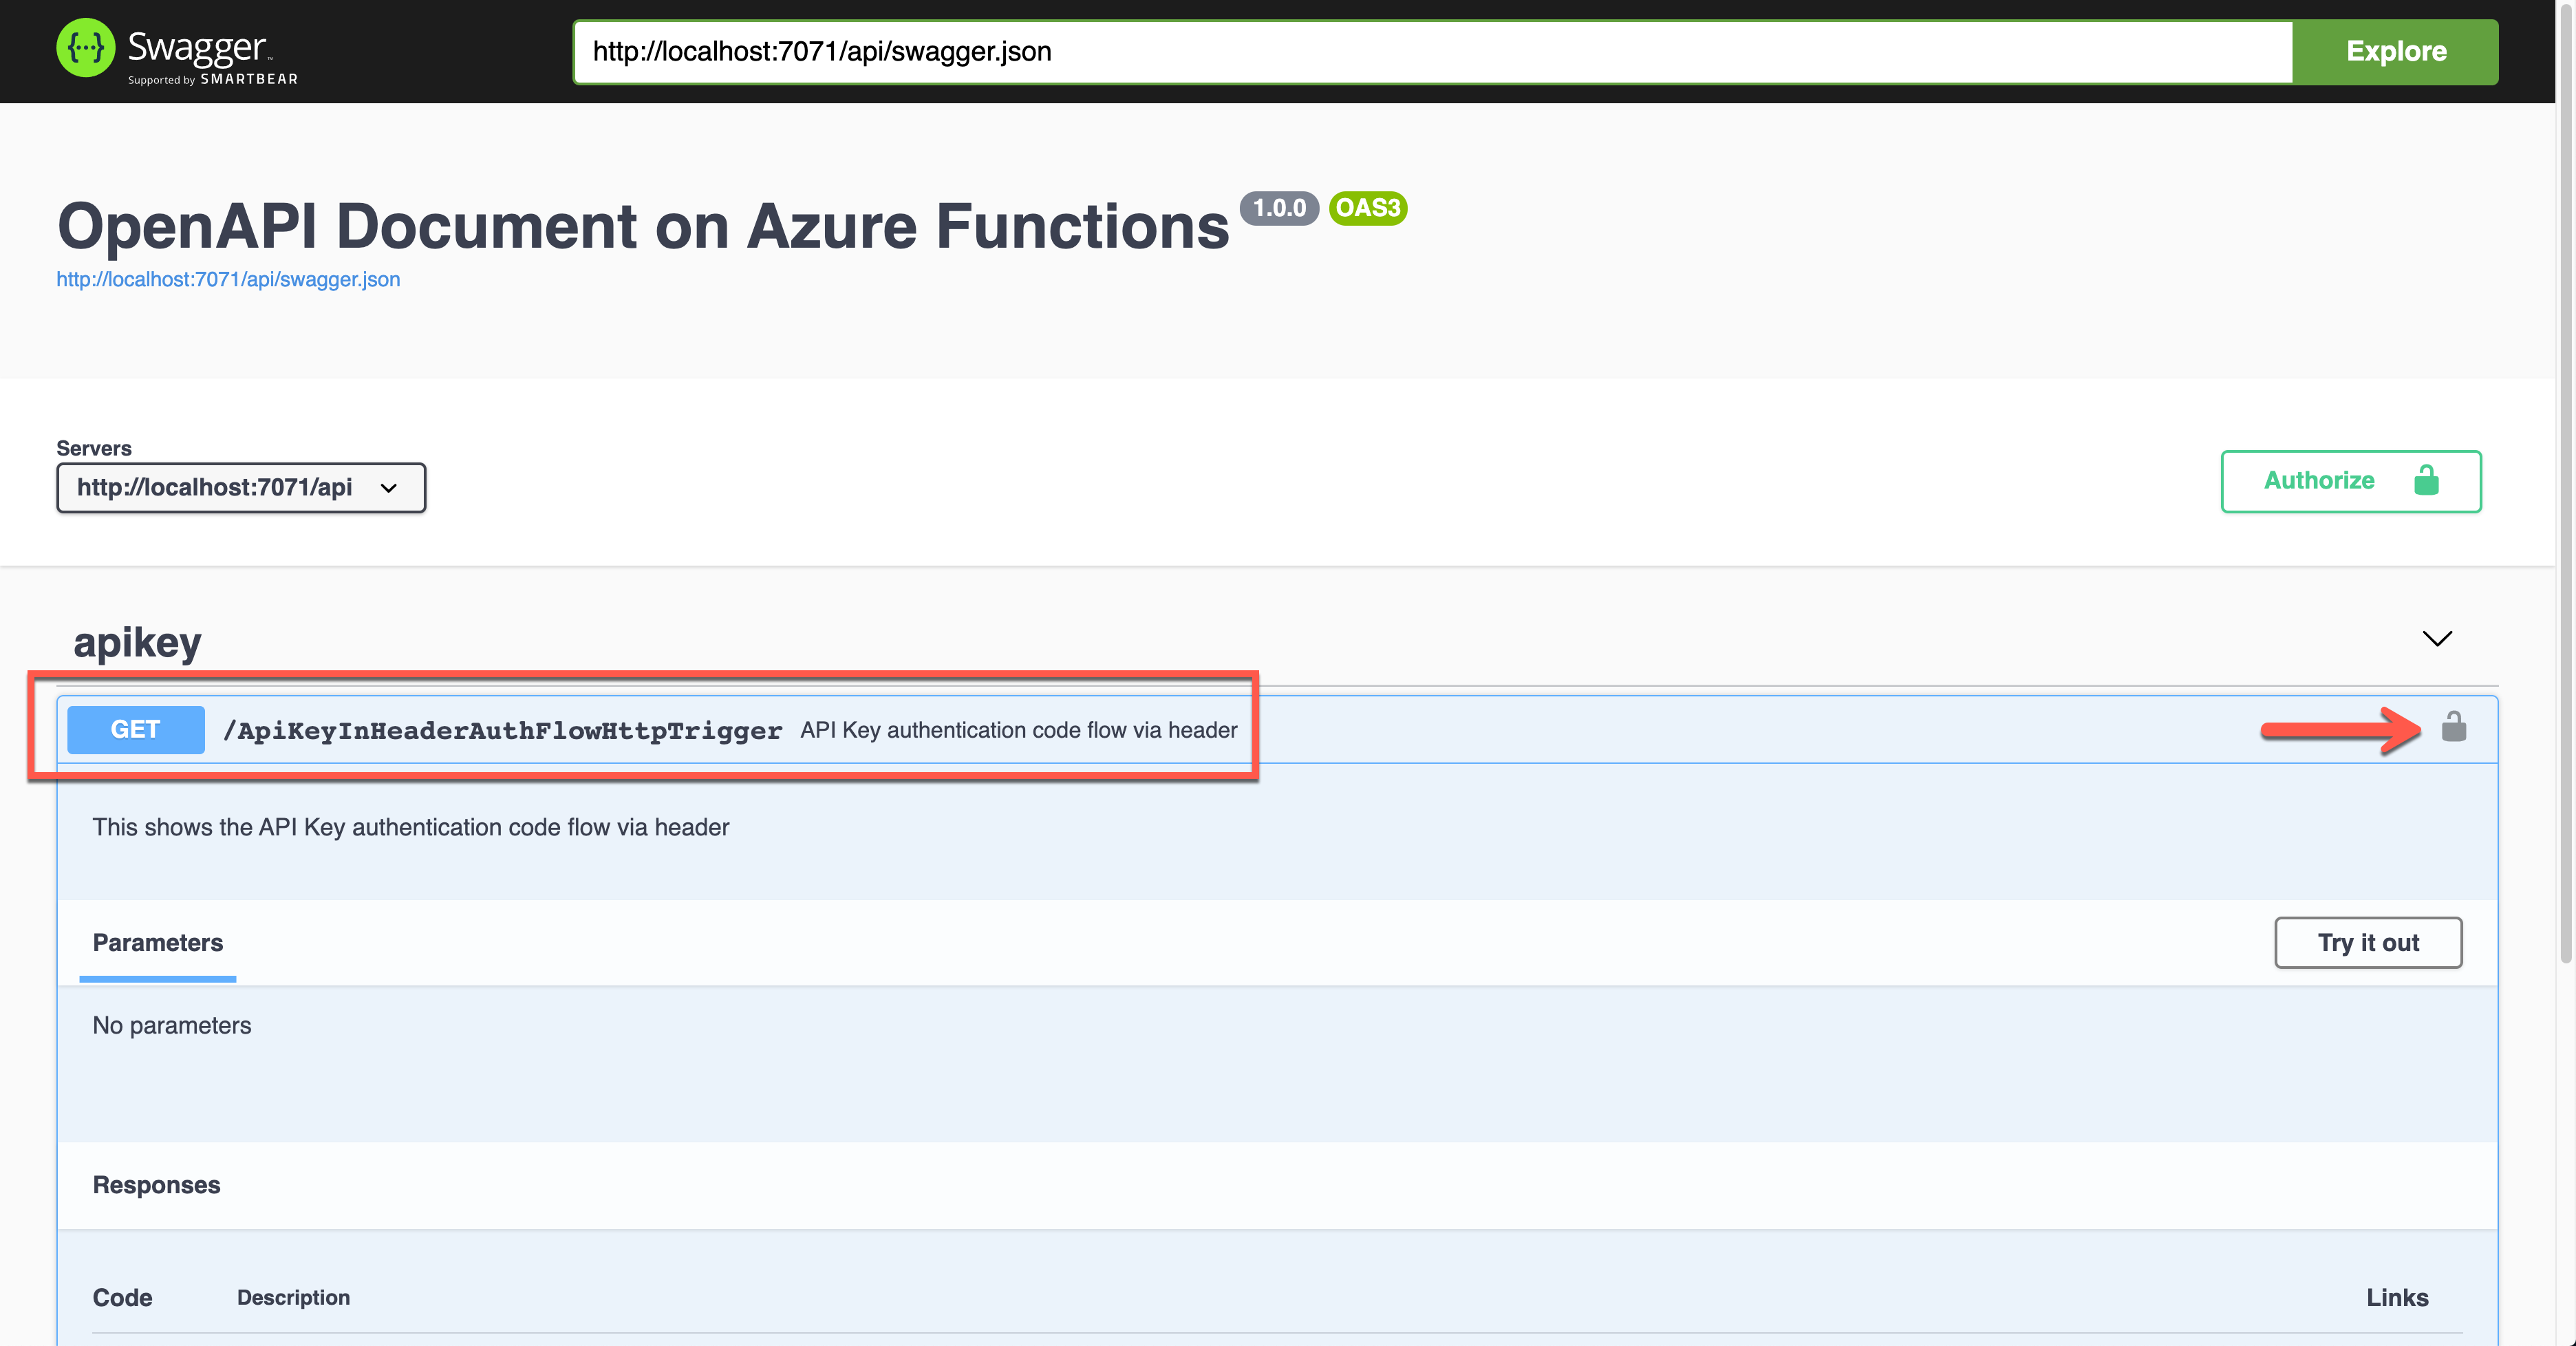 {···} Swagger™
Supported by SMARTBEAR
http://localhost:7071/api/swagger.json
Explore
OpenAPI Document on Azure Functions 1.0.0 OAS3
http://localhost:7071/api/swagger.json
Servers
http://localhost:7071/api
Authorize
apikey
GET /ApiKeyInHeaderAuthFlowHttpTrigger API Key authentication code flow via header
This shows the API Key authentication code flow via header
Parameters
Try it out
No parameters
Responses
Code Description Links